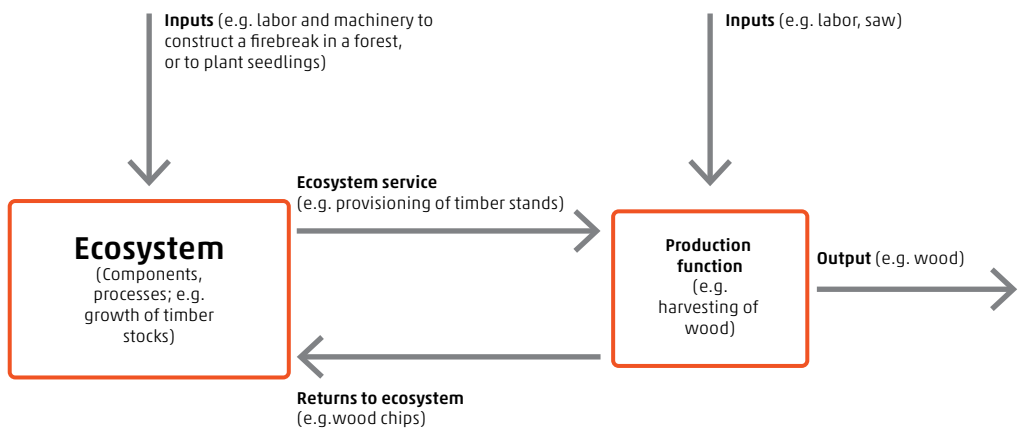 Inputs (e.g. labor and machinery to
construct a firebreak in a forest,
or to plant seedlings)
Inputs (e.g. labor, saw)
Ecosystem service
(e.g. provisioning of timber stands)
Ecosystem
(Components,
processes; e.g.
growth of timber
stocks)
Production
function
(e.g.
harvesting of
wood)
Output (e.g. wood)
Returns to ecosystem
(e.g.wood chips)